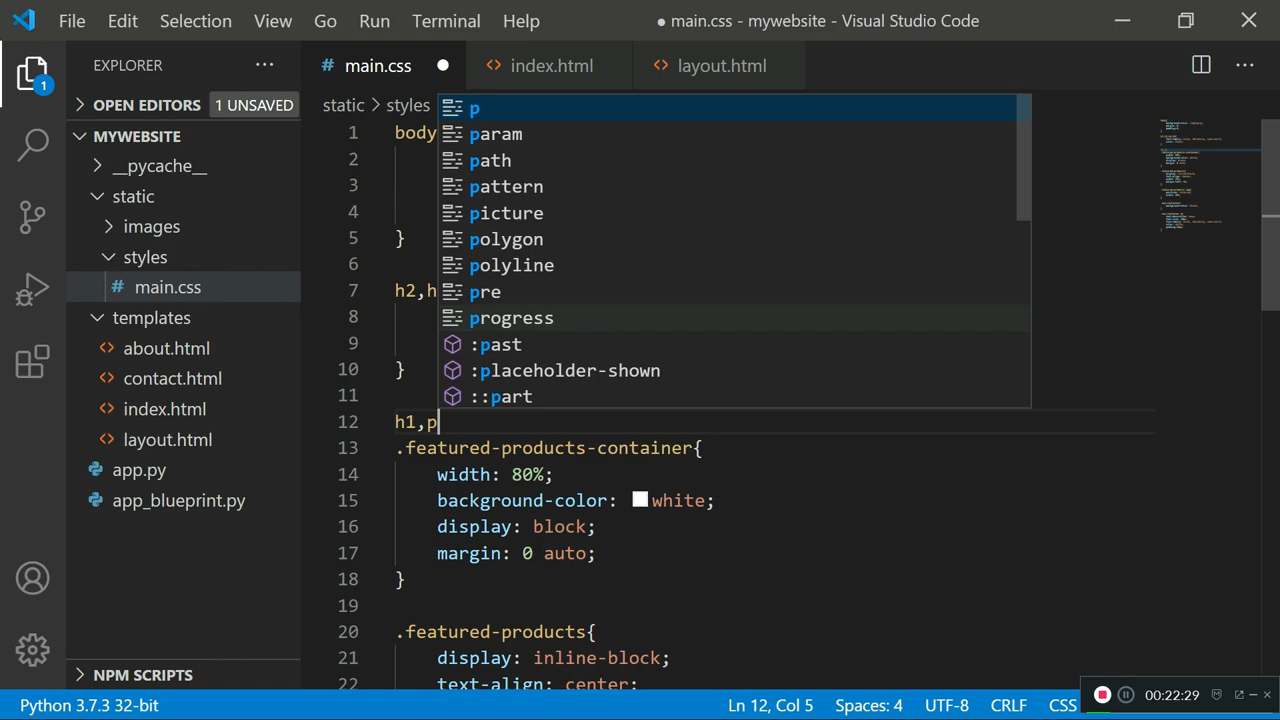 File Edit Selection View Go Run Terminal Help ● main.css - mywebsite - Visual Studio Code
EXPLORER ...
# main.css ●
<> index.html
<> layout.html
...
1
OPEN EDITORS 1 UNSAVED
MYWEBSITE
__pycache__
static
images
styles
# main.css
templates
<> about.html
<> contact.html
<> index.html
<> layout.html
app.py
app_blueprint.py
NPM SCRIPTS
static > styles
1 body
2
3
4
5 }
6
7 h2,h
8
9
10 }
11
12 h1,p
13 .featured-products-container{
14 width: 80%;
15 background-color: white;
16 display: block;
17 margin: 0 auto;
18 }
19
20 .featured-products{
21 display: inline-block;
22 text-align: center;
p
param
path
pattern
picture
polygon
polyline
pre
progress
:past
:placeholder-shown
::part
Python 3.7.3 32-bit
Ln 12, Col 5 Spaces: 4 UTF-8 CRLF CSS
00:22:29